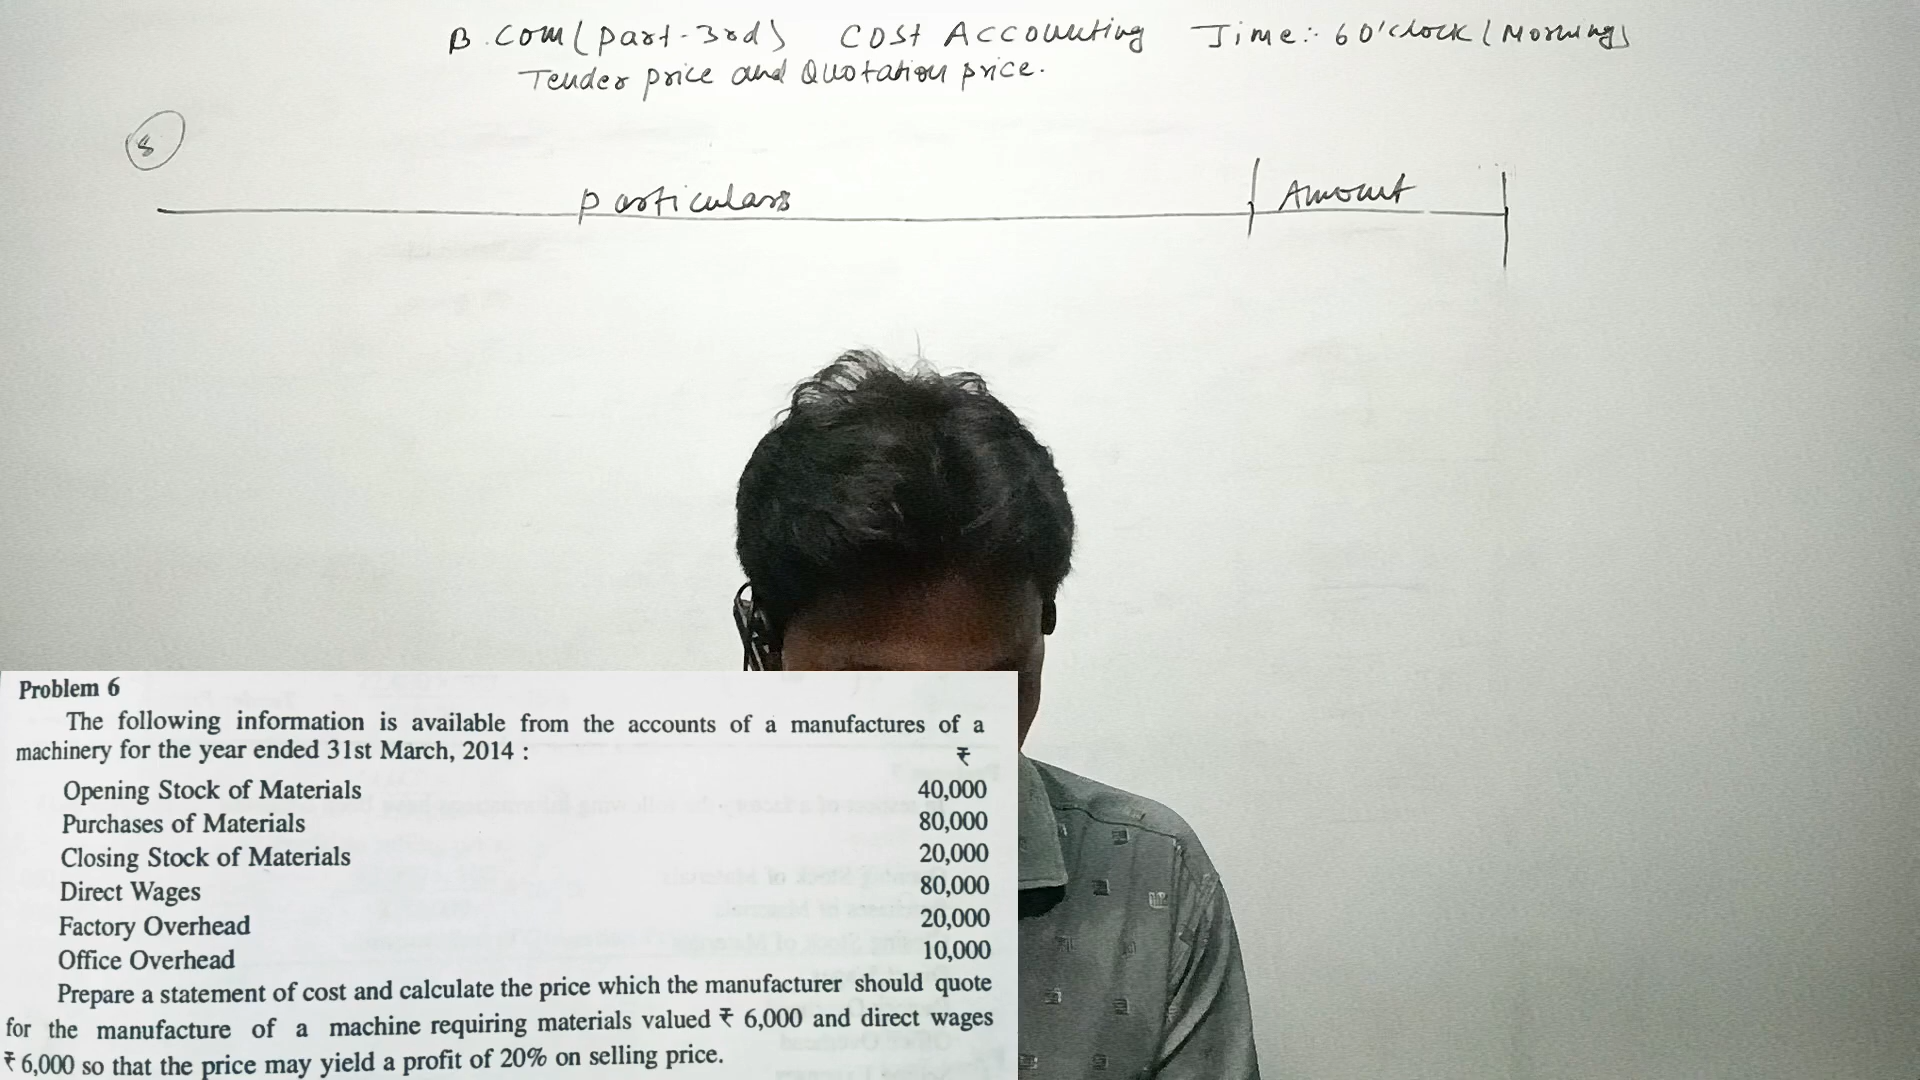 B.Com (part-3rd) Cost Accounting Time:- 6 O'clock (Morning)
Tender price and Quotation price.
8
Particulars Amount
Problem 6
The following information is available from the accounts of a manufactures of a
machinery for the year ended 31st March, 2014 : ₹
Opening Stock of Materials 40,000
Purchases of Materials 80,000
Closing Stock of Materials 20,000
Direct Wages 80,000
Factory Overhead 20,000
Office Overhead 10,000
Prepare a statement of cost and calculate the price which the manufacturer should quote
for the manufacture of a machine requiring materials valued ₹ 6,000 and direct wages
₹ 6,000 so that the price may yield a profit of 20% on selling price.